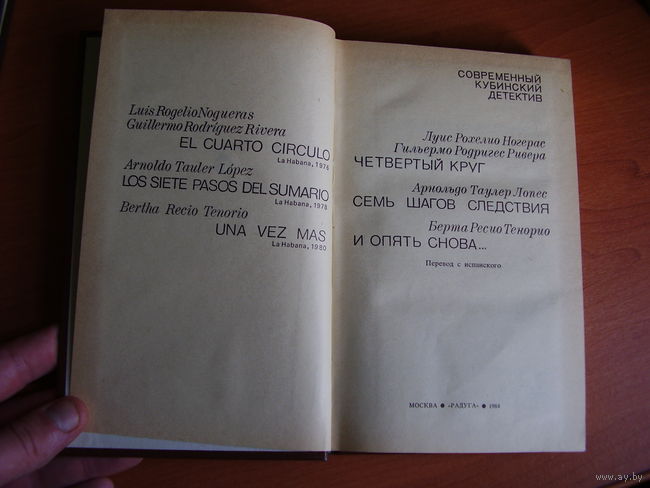 Luis Rogelio Nogueras
Guillermo Rodríguez Rivera
EL CUARTO CIRCULO
La Habana, 1976
Arnoldo Tauler López
LOS SIETE PASOS DEL SUMARIO
La Habana, 1978
Bertha Recio Tenorio
UNA VEZ MAS
La Habana, 1980
СОВРЕМЕННЫЙ
КУБИНСКИЙ
ДЕТЕКТИВ
Луис Рохелио Ногерас
Гильермо Родригес Ривера
ЧЕТВЕРТЫЙ КРУГ
Арнольдо Таулер Лопес
СЕМЬ ШАГОВ СЛЕДСТВИЯ
Берта Ресио Тенорио
И ОПЯТЬ СНОВА...
Перевод с испанского
МОСКВА ● «РАДУГА» ● 1984
www.ay.by